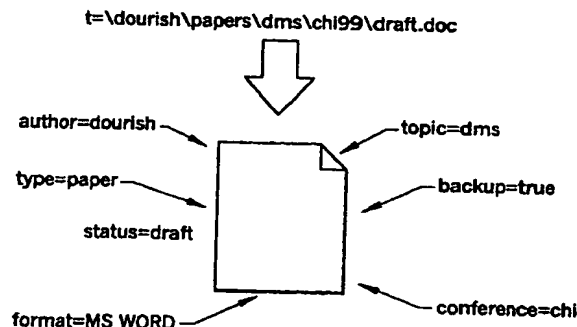 t=\dourish\papers\dms\chi99\draft.doc
author=dourish
topic=dms
type=paper
backup=true
status=draft
format=MS WORD
conference=chi